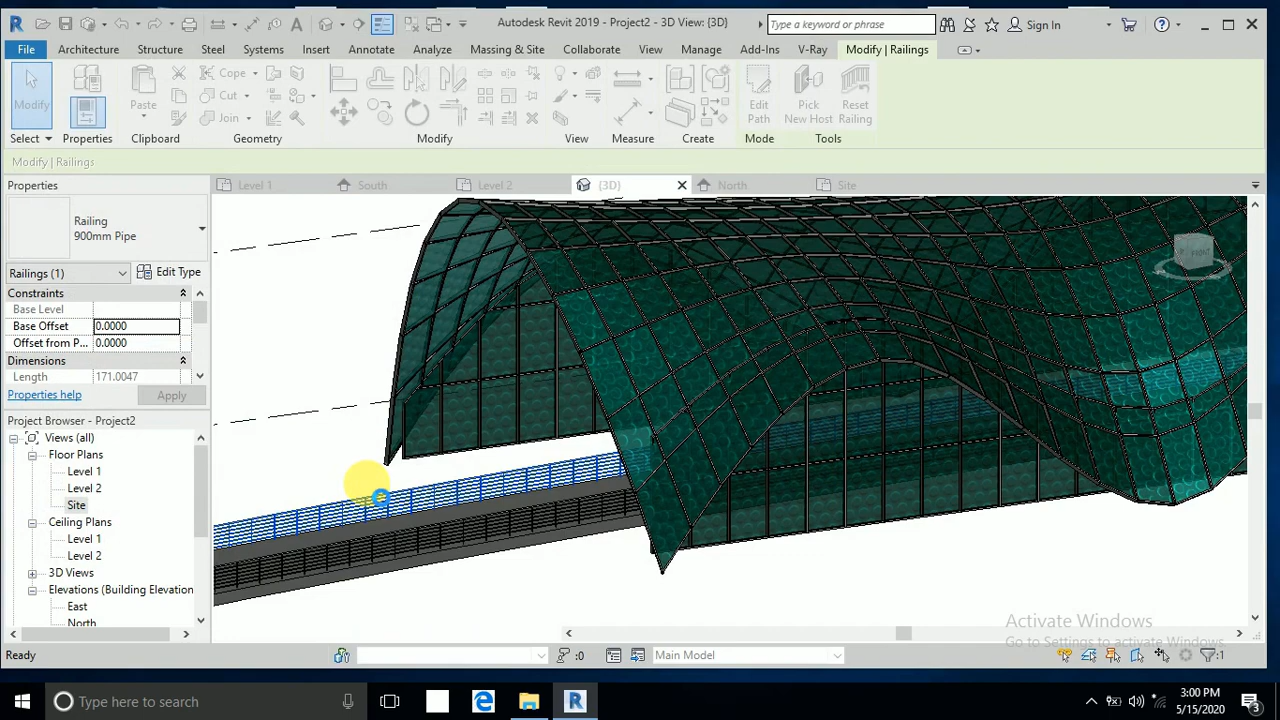 Autodesk Revit 2019 - Project2 - 3D View: {3D}
Type a keyword or phrase
Sign In
File Architecture Structure Steel Systems Insert Annotate Analyze Massing & Site Collaborate View Manage Add-Ins V-Ray Modify | Railings
Modify
Paste
Cope
Cut
Join
Edit Path
Pick New Host
Reset Railing
Select Properties Clipboard Geometry Modify View Measure Create Mode Tools
Modify | Railings
Properties
Level 1 South Level 2 {3D} North Site
Railing
900mm Pipe
Railings (1) Edit Type
Constraints
Base Level
Base Offset 0.0000
Offset from P... 0.0000
Dimensions
Length 171.0047
Properties help Apply
Project Browser - Project2
Views (all)
Floor Plans
Level 1
Level 2
Site
Ceiling Plans
Level 1
Level 2
3D Views
Elevations (Building Elevation
East
North
FRONT
Activate Windows
Go to Settings to activate Windows.
Ready
:0
Main Model
:1
Type here to search
3:00 PM
5/15/2020
3